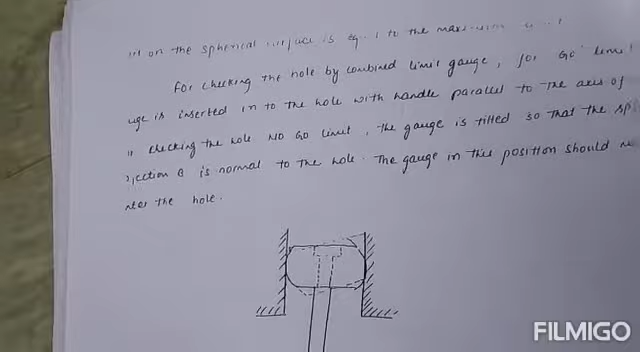 on the spherical surface is to the
For checking the hole by combined limit gauge, for GO limit
uge is inserted in to the hole with handle parallel to the axis of
checking the hole NO GO limit, the gauge is tilted so that the sp
jection B is normal to the hole. The gauge in this position should n
nter the hole.
FILMIGO